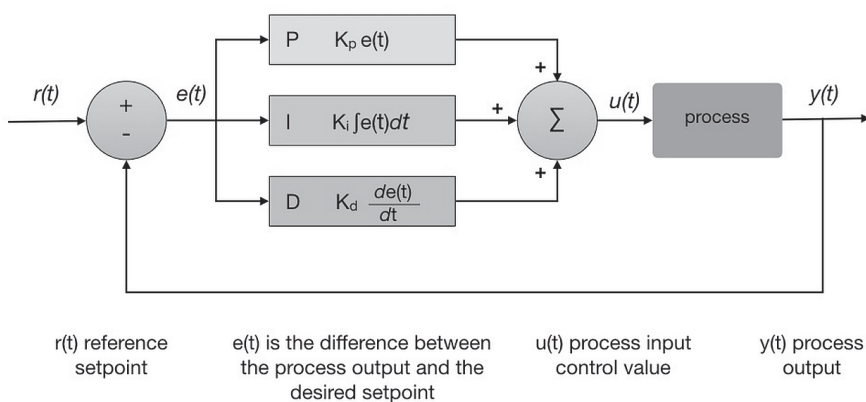 r(t)
+
-
e(t)
P Kp e(t)
I Ki ∫e(t)dt
D Kd de(t)
dt
+
+
+
Σ
u(t)
process
y(t)
r(t) reference
setpoint
e(t) is the difference between
the process output and the
desired setpoint
u(t) process input
control value
y(t) process
output